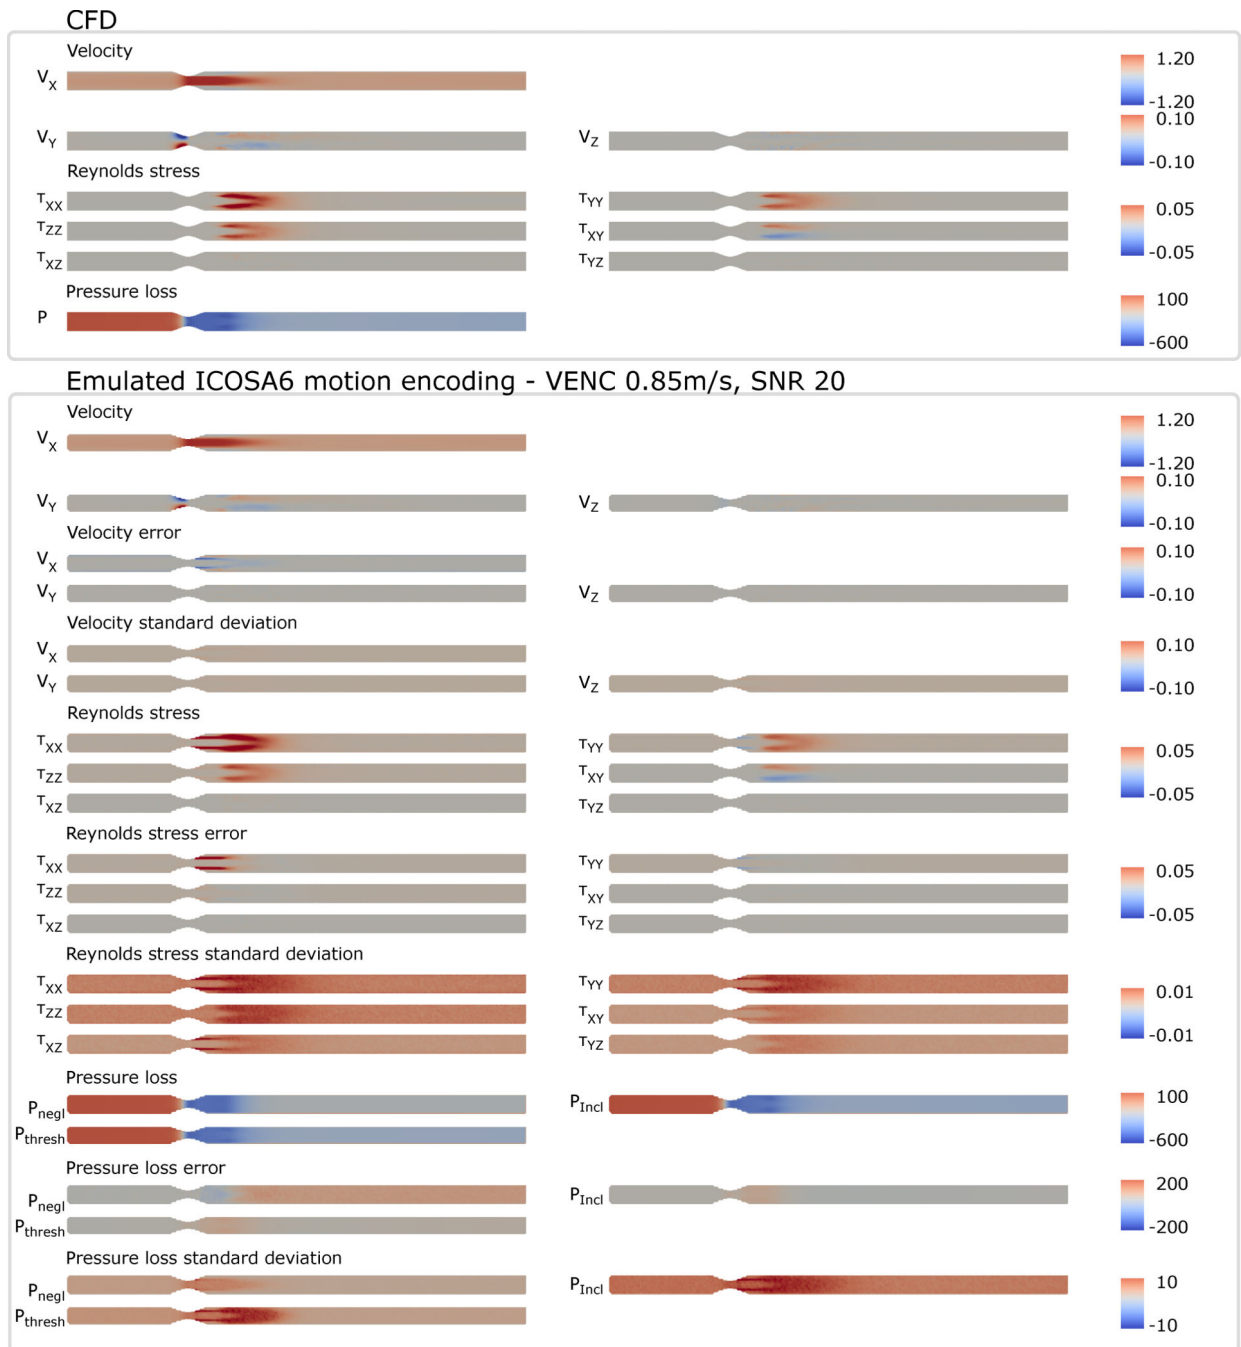 CFD
Velocity
VX 1.20
-1.20
VY VZ 0.10
-0.10
Reynolds stress
TXX TYY 0.05
TZZ TXY
-0.05
TXZ TYZ
Pressure loss
P 100
-600
Emulated ICOSA6 motion encoding - VENC 0.85m/s, SNR 20
Velocity
VX 1.20
-1.20
VY VZ 0.10
-0.10
Velocity error
VX 0.10
VY VZ -0.10
Velocity standard deviation
VX 0.10
VY VZ -0.10
Reynolds stress
TXX TYY 0.05
TZZ TXY
-0.05
TXZ TYZ
Reynolds stress error
TXX TYY 0.05
TZZ TXY
-0.05
TXZ TYZ
Reynolds stress standard deviation
TXX TYY 0.01
TZZ TXY
-0.01
TXZ TYZ
Pressure loss
Pnegl PIncl 100
Pthresh -600
Pressure loss error
Pnegl PIncl 200
Pthresh -200
Pressure loss standard deviation
Pnegl PIncl 10
Pthresh -10